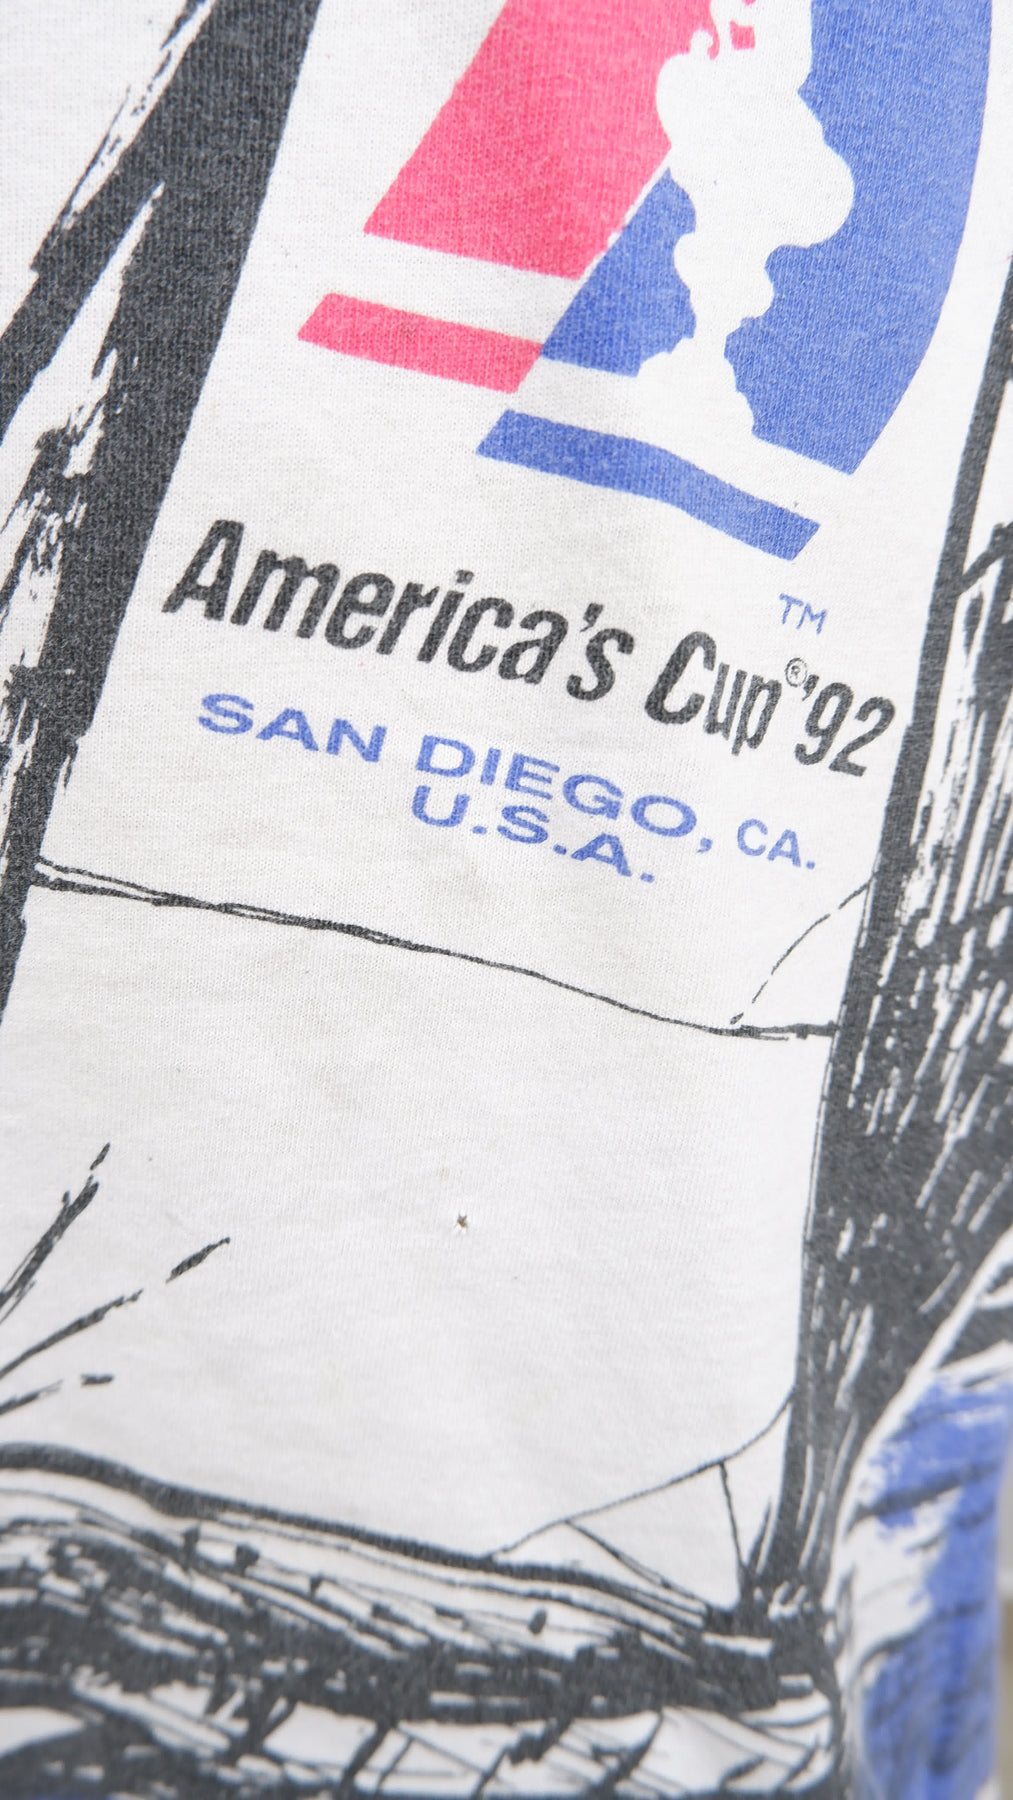 TM
America's Cup®'92
SAN DIEGO, CA.
U.S.A.